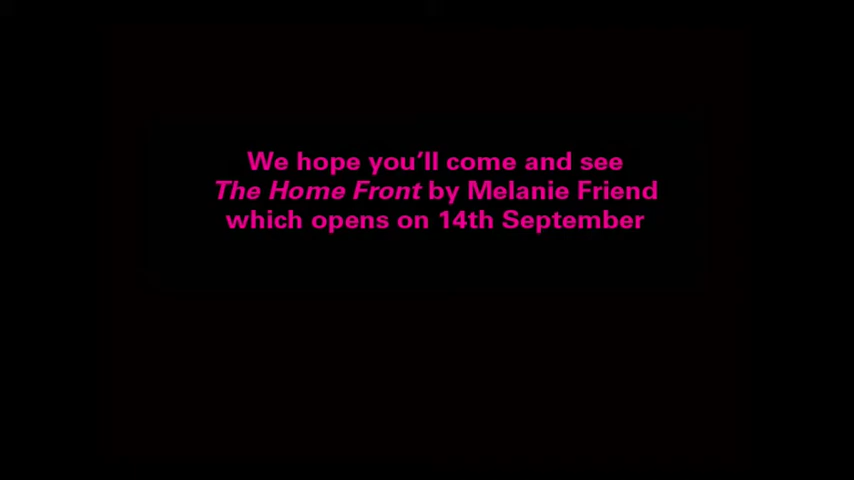 We hope you'll come and see
The Home Front by Melanie Friend
which opens on 14th September